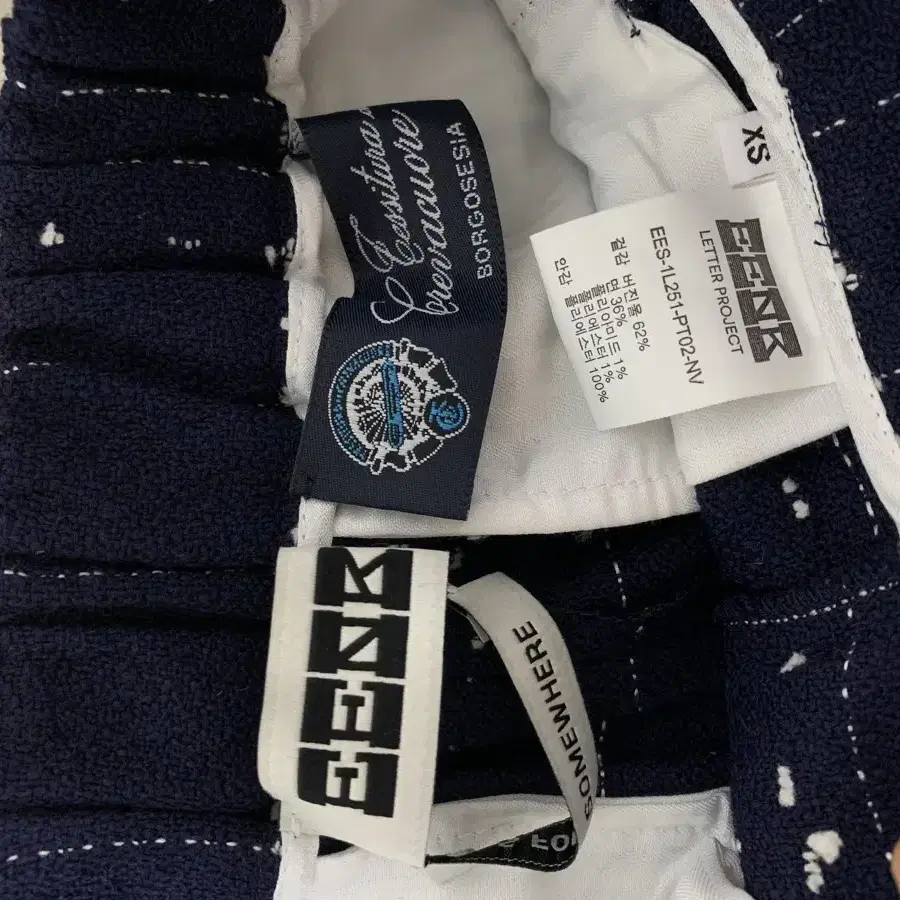 Tessitura di
Crevacuore
BORGOSESIA
XS
EENK
LETTER PROJECT
EES-1L251-PT02-NV
겉감 버진울 62%
면 36%
폴리아미드 1%
폴리에스터 1%
안감 폴리에스터 100%
EENK
SOMEWHERE